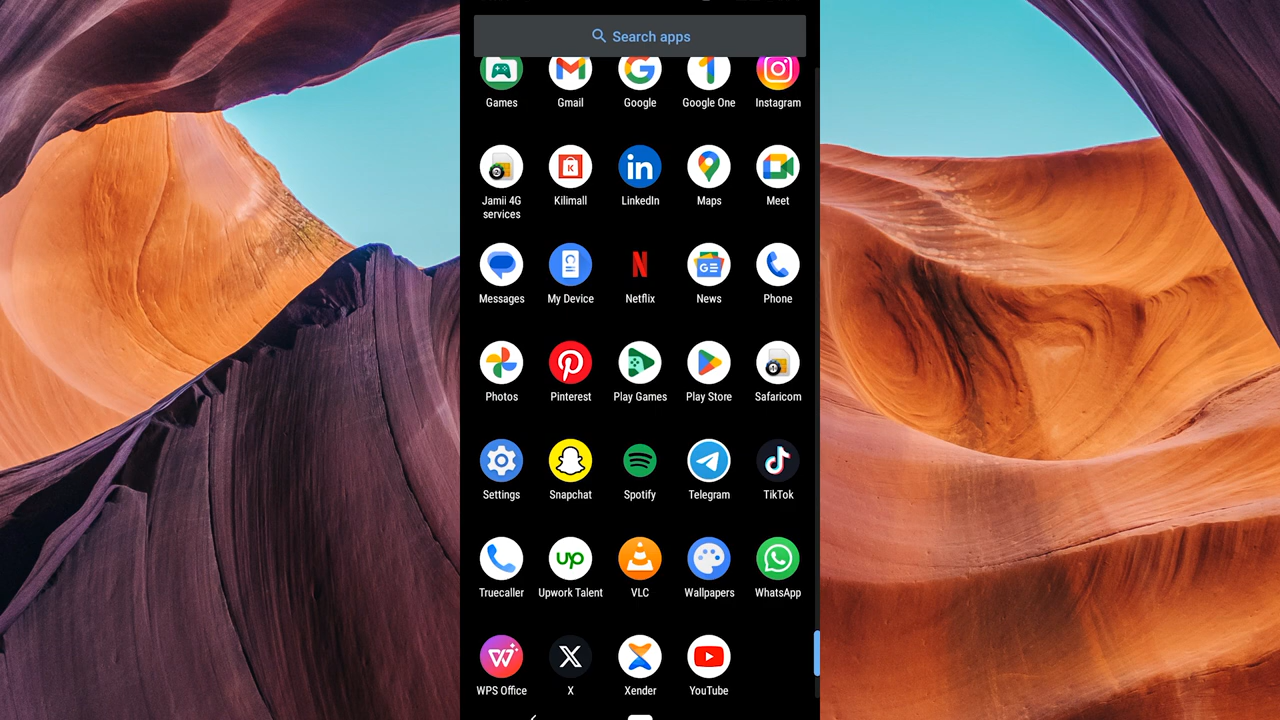 Search apps
Games Gmail Google Google One Instagram
Jamii 4G services Kilimall LinkedIn Maps Meet
Messages My Device Netflix News Phone
Photos Pinterest Play Games Play Store Safaricom
Settings Snapchat Spotify Telegram TikTok
Truecaller Upwork Talent VLC Wallpapers WhatsApp
WPS Office X Xender YouTube